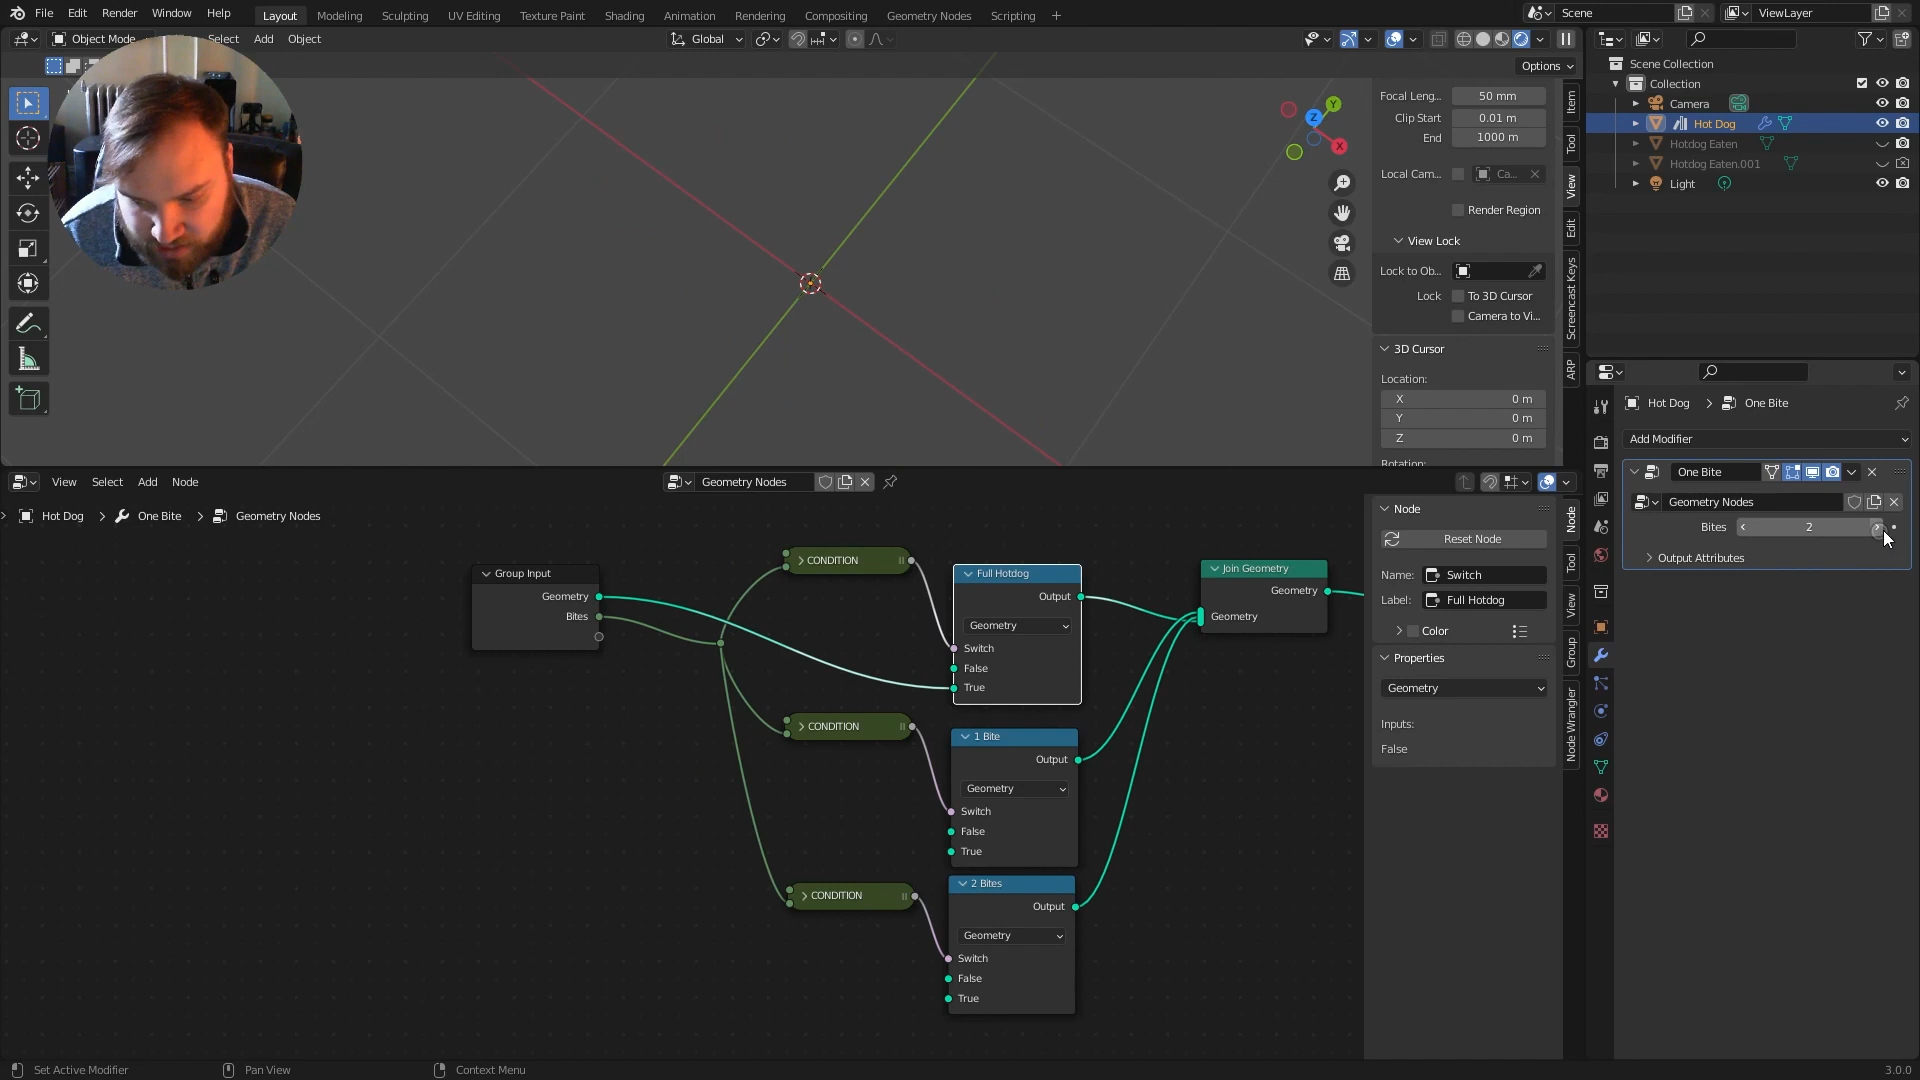 File Edit Render Window Help Layout Modeling Sculpting UV Editing Texture Paint Shading Animation Rendering Compositing Geometry Nodes Scripting + Scene ViewLayer
Object Mode Select Add Object Global
Options
Scene Collection
Collection
Camera
Hot Dog
Hotdog Eaten
Hotdog Eaten.001
Light
Focal Leng... 50 mm
Clip Start 0.01 m
End 1000 m
Local Cam... Ca...
Render Region
View Lock
Lock to Ob...
Lock To 3D Cursor
Camera to Vi...
3D Cursor
Location:
X 0 m
Y 0 m
Z 0 m
Z
Y
X
Item
Tool
View
Edit
Screencast Keys
ARP
Hot Dog > One Bite
Add Modifier
One Bite
Geometry Nodes
Bites 2
Output Attributes
View Select Add Node Geometry Nodes
Hot Dog > One Bite > Geometry Nodes
Group Input
Geometry
Bites
CONDITION
CONDITION
CONDITION
Full Hotdog
Output
Geometry
Switch
False
True
1 Bite
Output
Geometry
Switch
False
True
2 Bites
Output
Geometry
Switch
False
True
Join Geometry
Geometry
Geometry
Node
Reset Node
Name: Switch
Label: Full Hotdog
Color
Properties
Geometry
Inputs:
False
Node
Tool
View
Group
Node Wrangler
Set Active Modifier Pan View Context Menu 3.0.0